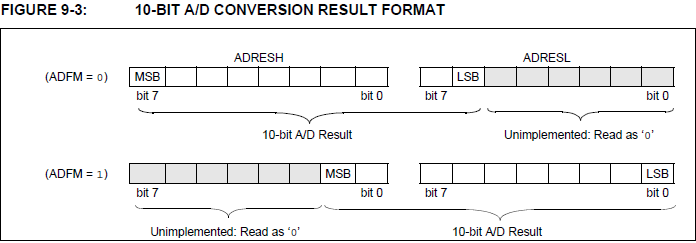 FIGURE 9-3: 10-BIT A/D CONVERSION RESULT FORMAT
ADRESH ADRESL
(ADFM = 0) MSB LSB
bit 7 bit 0 bit 7 bit 0
10-bit A/D Result Unimplemented: Read as ‘0’
(ADFM = 1) MSB LSB
bit 7 bit 0 bit 7 bit 0
Unimplemented: Read as ‘0’ 10-bit A/D Result